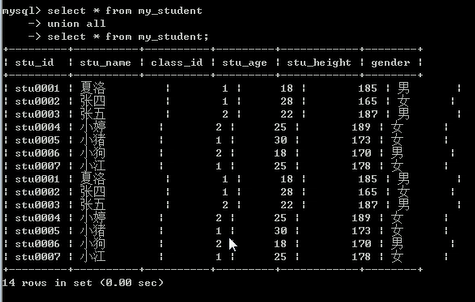 mysql> select * from my_student
    -> union all
    -> select * from my_student;
+---------+----------+----------+---------+------------+--------+
| stu_id | stu_name | class_id | stu_age | stu_height | gender |
+---------+----------+----------+---------+------------+--------+
| stu0001 | 夏洛 | 1 | 18 | 185 | 男 |
| stu0002 | 张四 | 1 | 28 | 165 | 女 |
| stu0003 | 张五 | 2 | 22 | 187 | 男 |
| stu0004 | 小婷 | 2 | 25 | 189 | 女 |
| stu0005 | 小猪 | 1 | 30 | 173 | 女 |
| stu0006 | 小狗 | 2 | 18 | 170 | 男 |
| stu0007 | 小江 | 1 | 25 | 178 | 女 |
| stu0001 | 夏洛 | 1 | 18 | 185 | 男 |
| stu0002 | 张四 | 1 | 28 | 165 | 女 |
| stu0003 | 张五 | 2 | 22 | 187 | 男 |
| stu0004 | 小婷 | 2 | 25 | 189 | 女 |
| stu0005 | 小猪 | 1 | 30 | 173 | 女 |
| stu0006 | 小狗 | 2 | 18 | 170 | 男 |
| stu0007 | 小江 | 1 | 25 | 178 | 女 |
+---------+----------+----------+---------+------------+--------+
14 rows in set (0.00 sec)